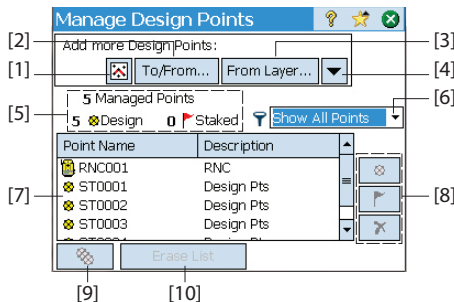 Manage Design Points
[2]
Add more Design Points:
[3]
[1]
To/From...
From Layer...
[4]
[5]
5 Managed Points
[6]
5 Design
0 Staked
Show All Points
Point Name
Description
RNC001
RNC
ST0001
Design Pts
[7]
ST0002
Design Pts
[8]
ST0003
Design Pts
Erase List
[9]
[10]